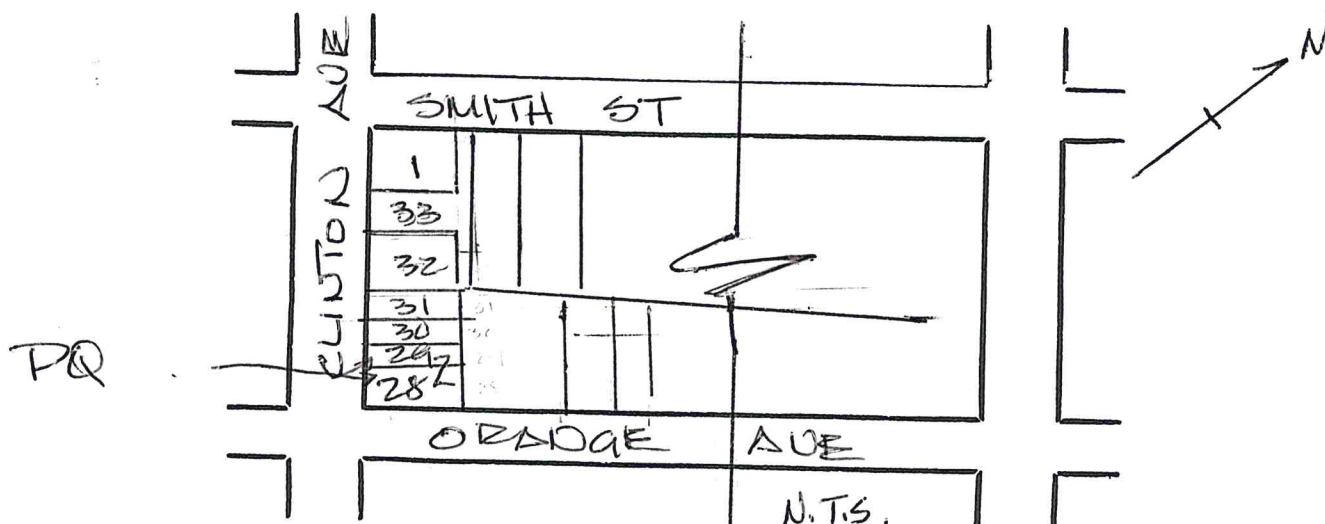 N
CLINTON AVE
SMITH ST
1
33
32
31
30
29
28
PQ
ORANGE AVE
N.T.S.